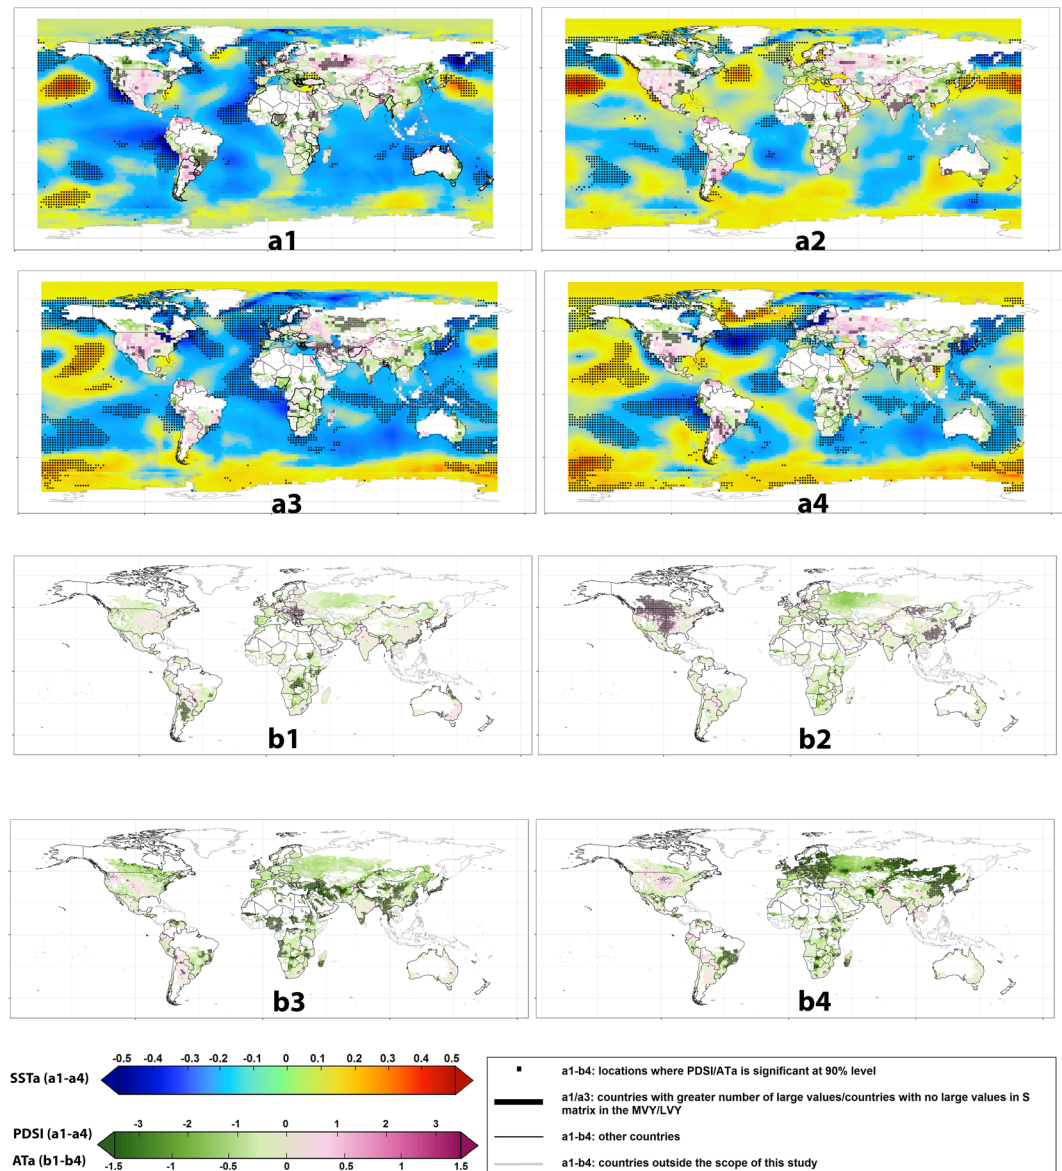 a1
a2
a3
a4
b1
b2
b3
b4
-0.5 -0.4 -0.3 -0.2 -0.1 0 0.1 0.2 0.3 0.4 0.5
SSTa (a1-a4)
-3 -2 -1 0 1 2 3
PDSI (a1-a4)
ATa (b1-b4)
-1.5 -1 -0.5 0 0.5 1 1.5
a1-b4: locations where PDSI/ATa is significant at 90% level
a1/a3: countries with greater number of large values/countries with no large values in S
matrix in the MVY/LVY
a1-b4: other countries
a1-b4: countries outside the scope of this study